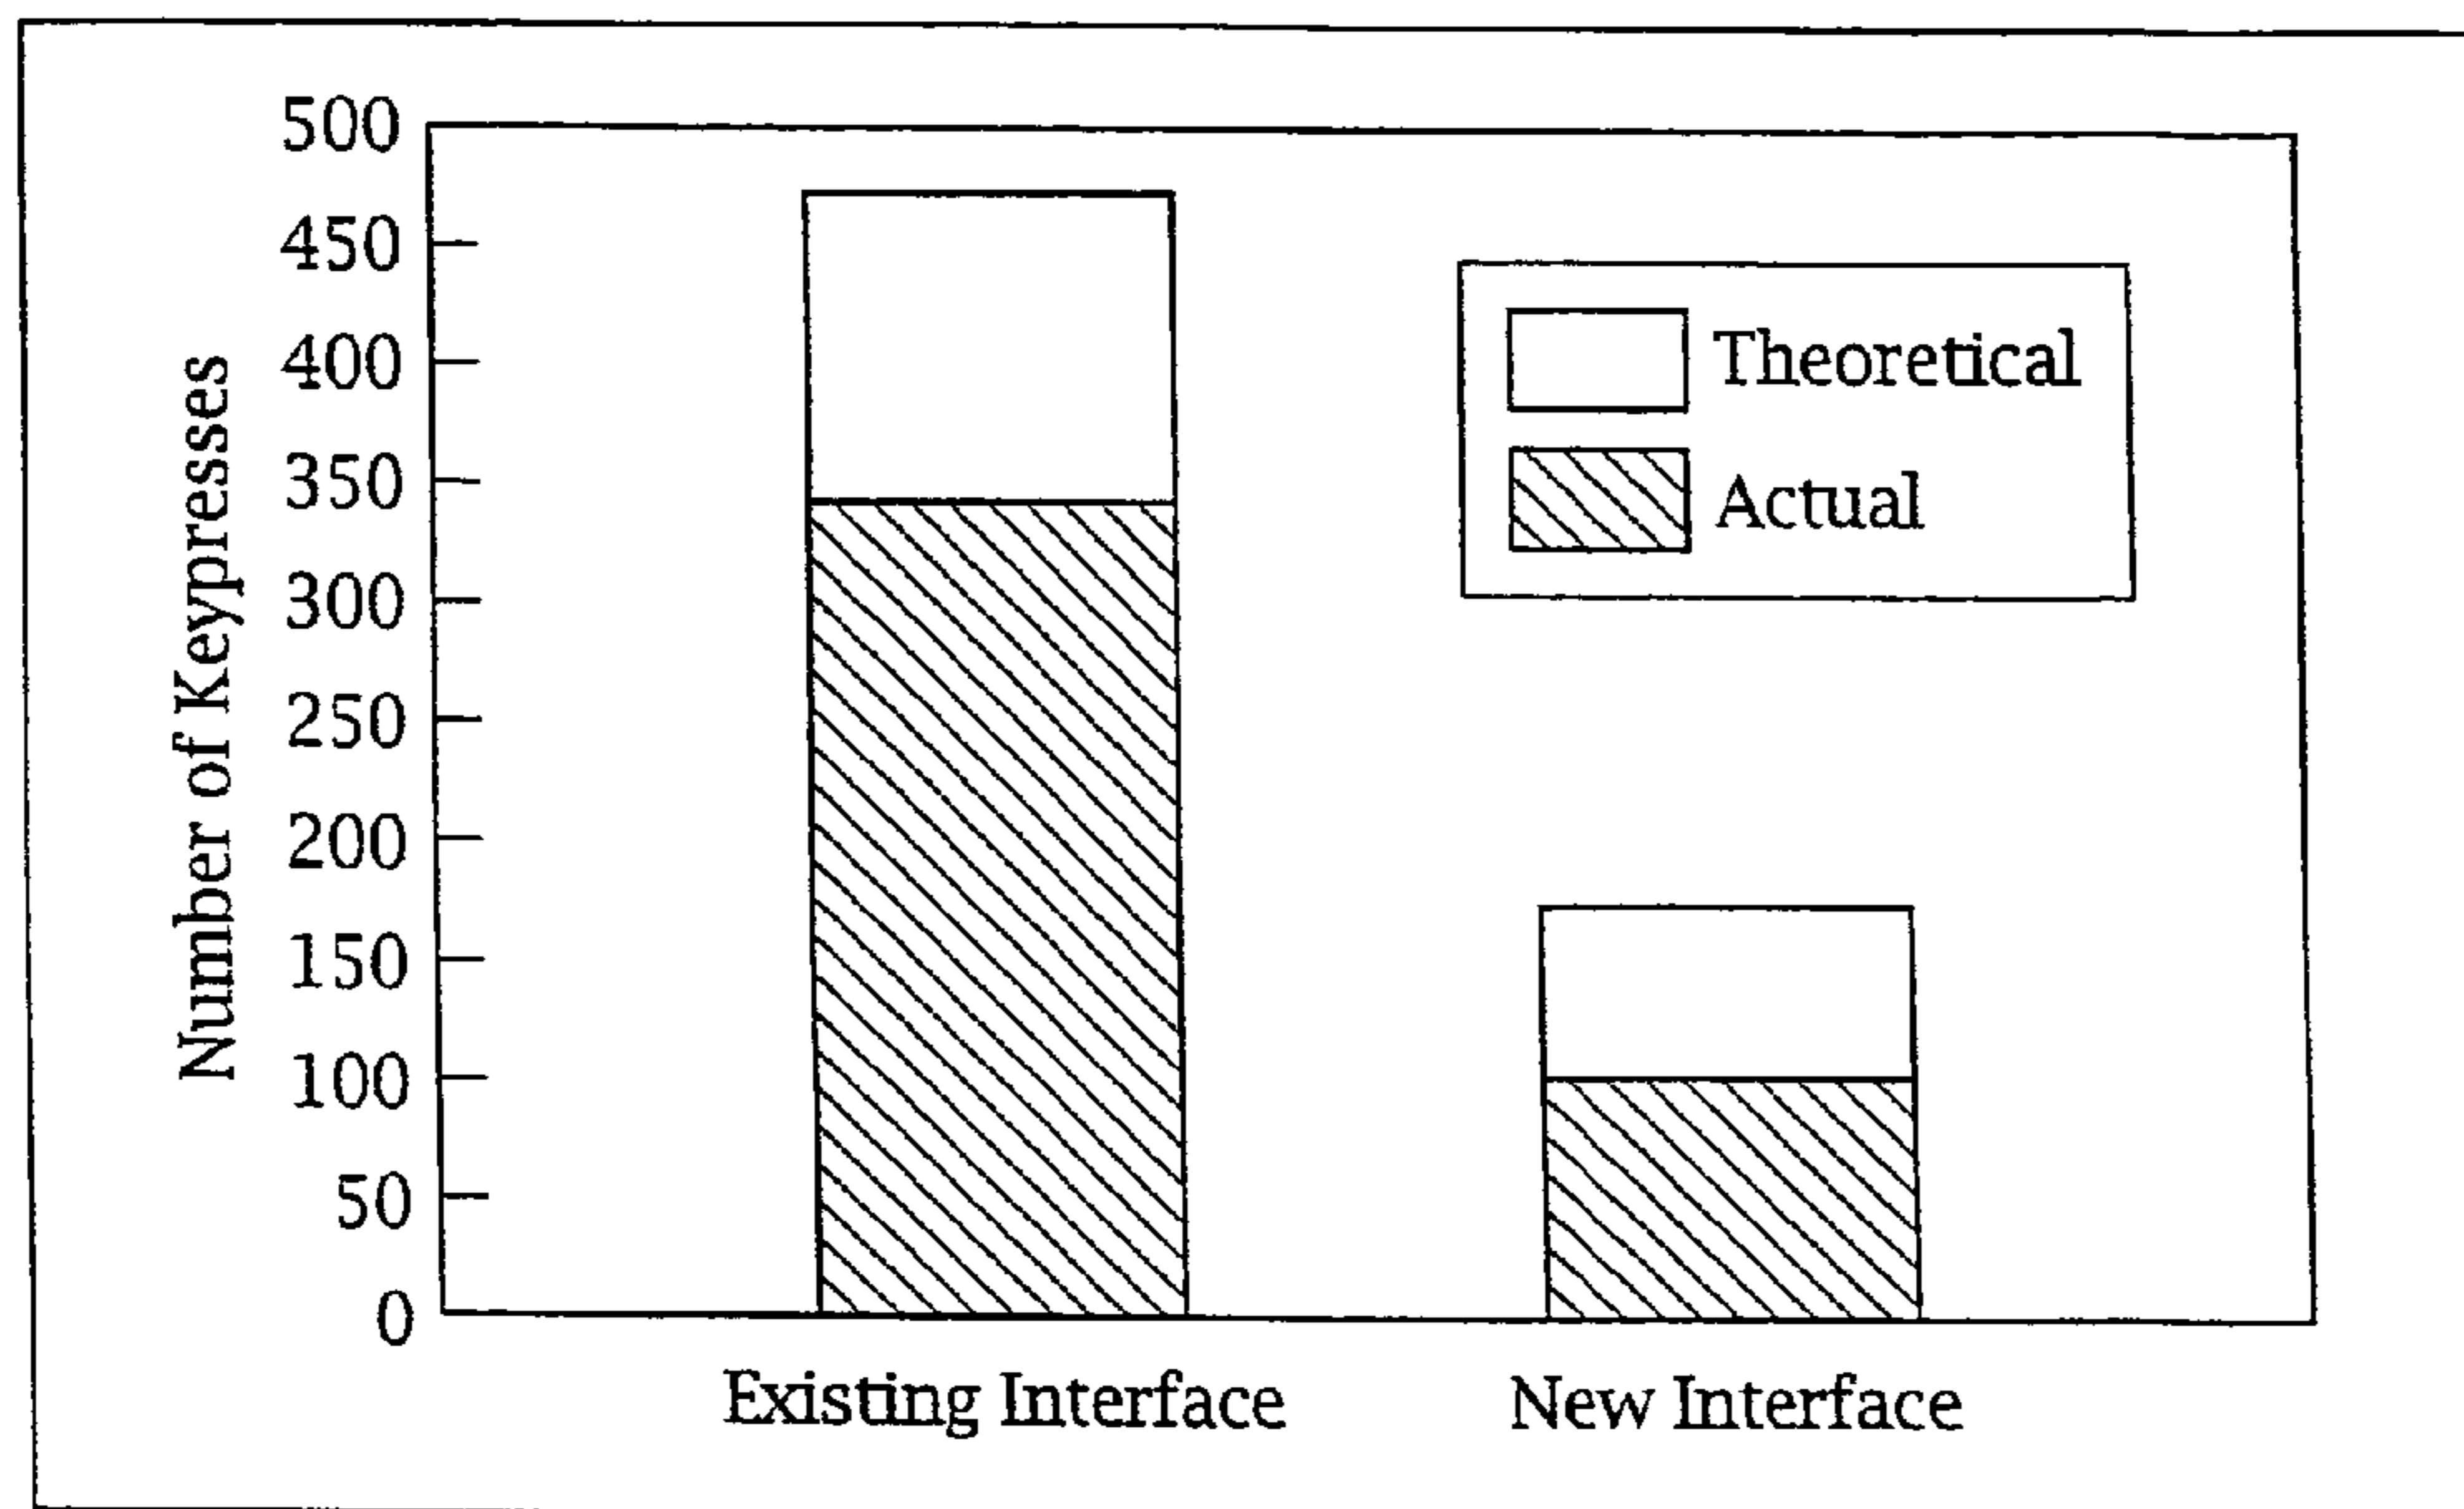 500
450
400
350
300
250
200
150
100
50
0
Number of Keypresses
Theoretical
Actual
Existing Interface
New Interface